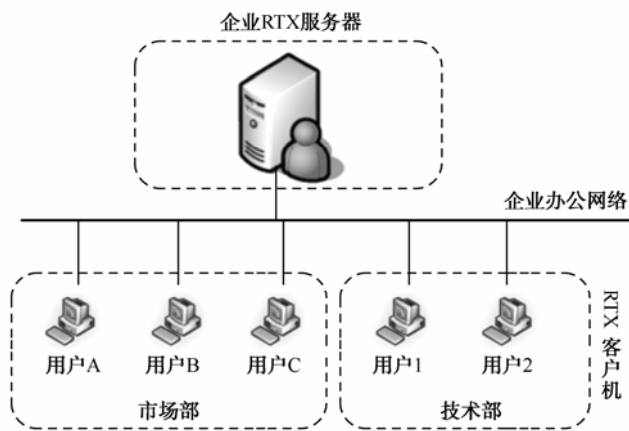 企业RTX服务器
企业办公网络
用户A
用户B
用户C
用户1
用户2
市场部
技术部
RTX 客户机